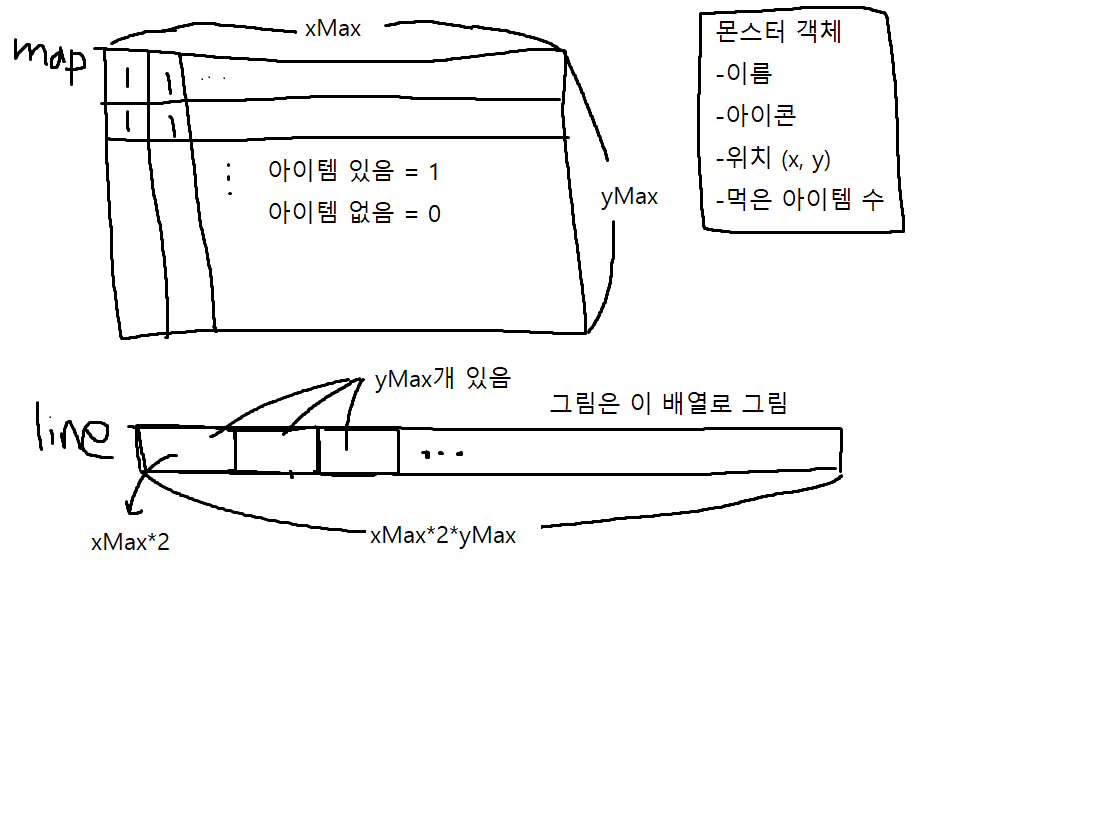 map
xMax
1 1 ...
1 1
⋮
아이템 있음 = 1
아이템 없음 = 0
yMax
몬스터 객체
-이름
-아이콘
-위치 (x, y)
-먹은 아이템 수
yMax개 있음
그림은 이 배열로 그림
line
...
xMax*2
xMax*2*yMax